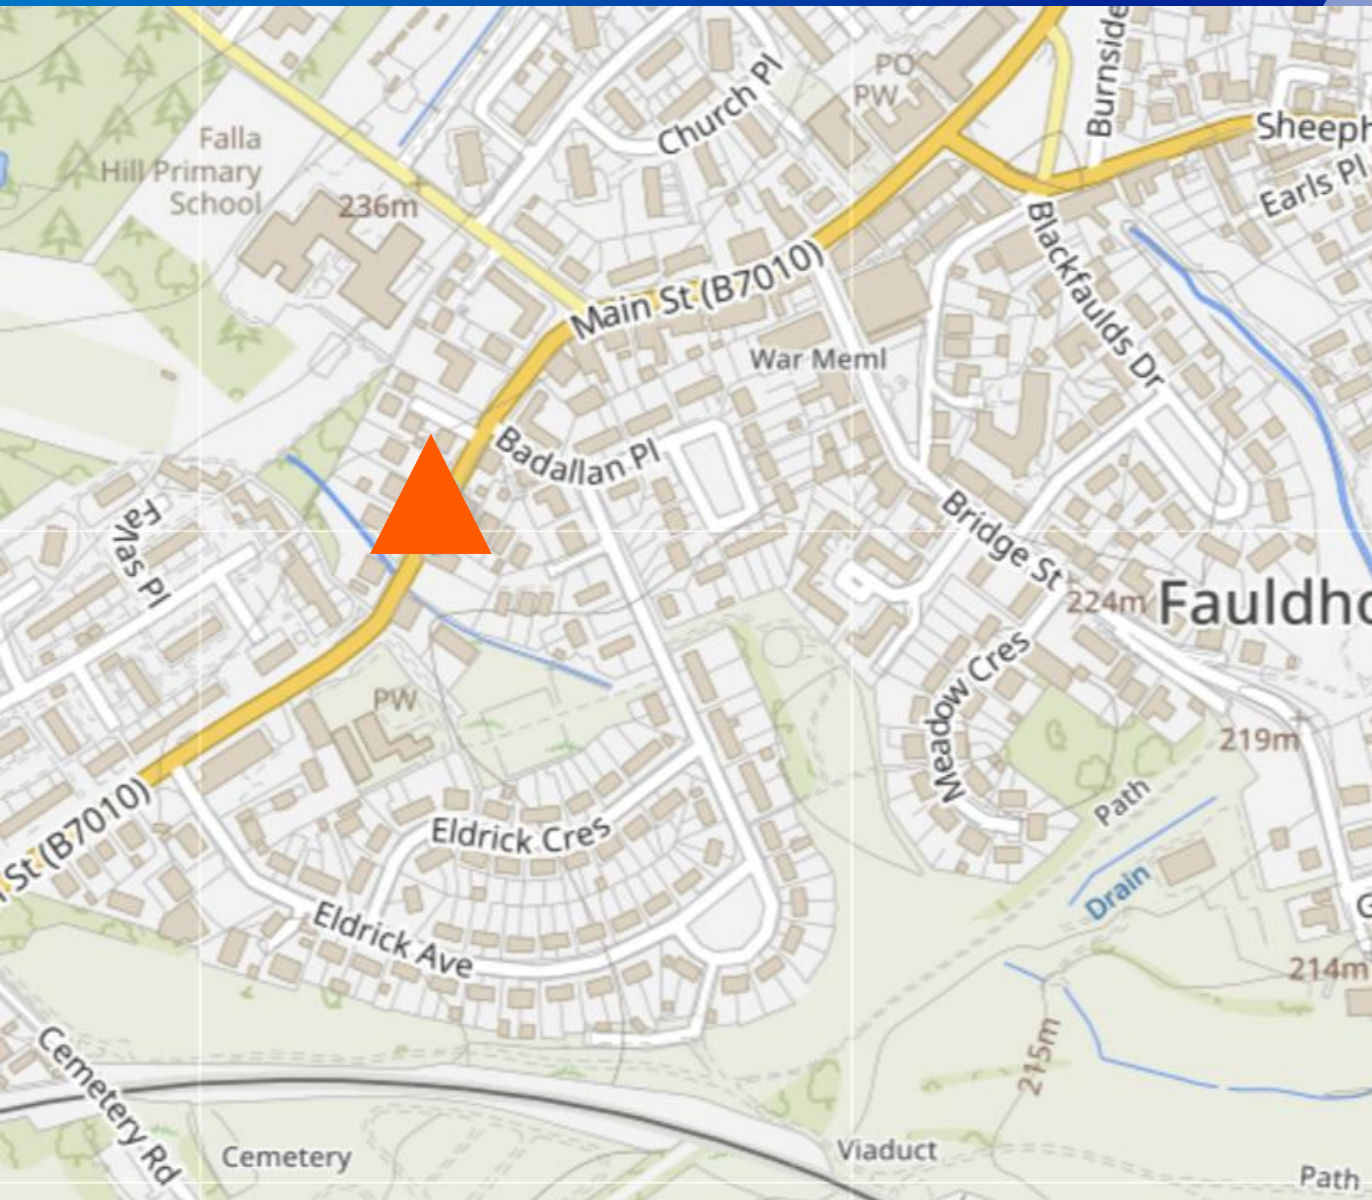 Burnside
PO
PW
Church Pl
Sheeph
Earls Pl
Falla
Hill Primary
School
236m
Blackfaulds Dr
Main St (B7010)
War Meml
Badallan Pl
Fallas Pl
Bridge St
224m
Fauldho
Meadow Cres
PW
219m
St (B7010)
Path
Eldrick Cres
Drain
Eldrick Ave
G
214m
215m
Cemetery Rd
Cemetery
Viaduct
Path